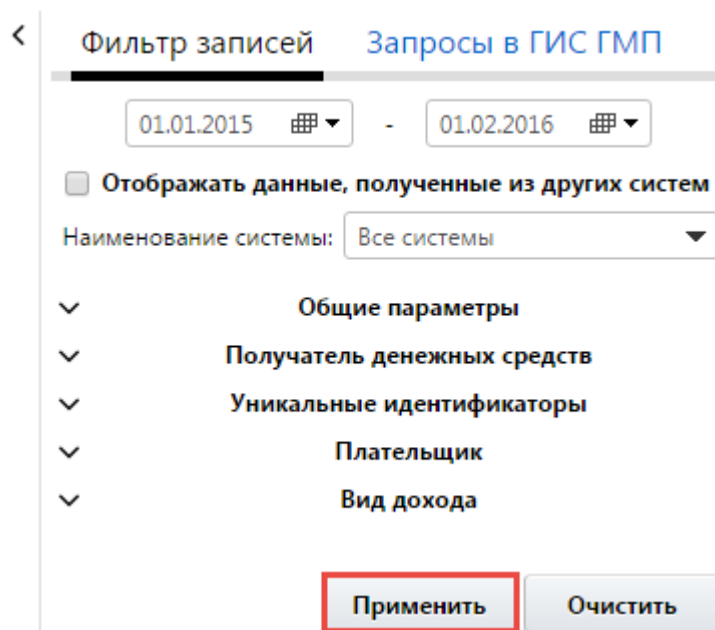 Фильтр записей Запросы в ГИС ГМП
01.01.2015 - 01.02.2016
Отображать данные, полученные из других систем
Наименование системы: Все системы
Общие параметры
Получатель денежных средств
Уникальные идентификаторы
Плательщик
Вид дохода
Применить Очистить